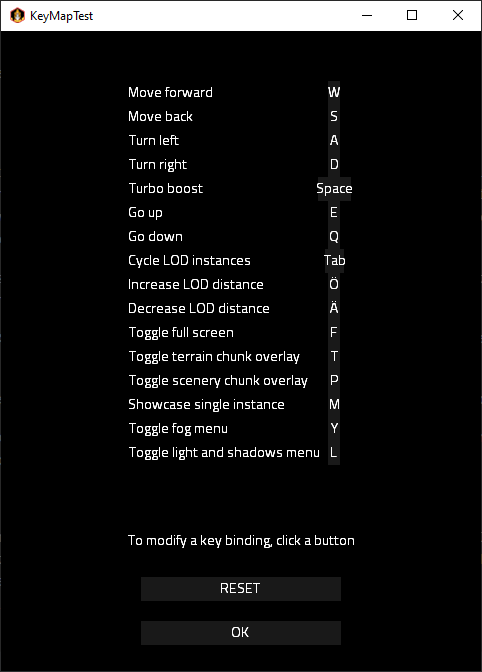 KeyMapTest
Move forward W
Move back S
Turn left A
Turn right D
Turbo boost Space
Go up E
Go down Q
Cycle LOD instances Tab
Increase LOD distance Ö
Decrease LOD distance Ä
Toggle full screen F
Toggle terrain chunk overlay T
Toggle scenery chunk overlay P
Showcase single instance M
Toggle fog menu Y
Toggle light and shadows menu L
To modify a key binding, click a button
RESET
OK